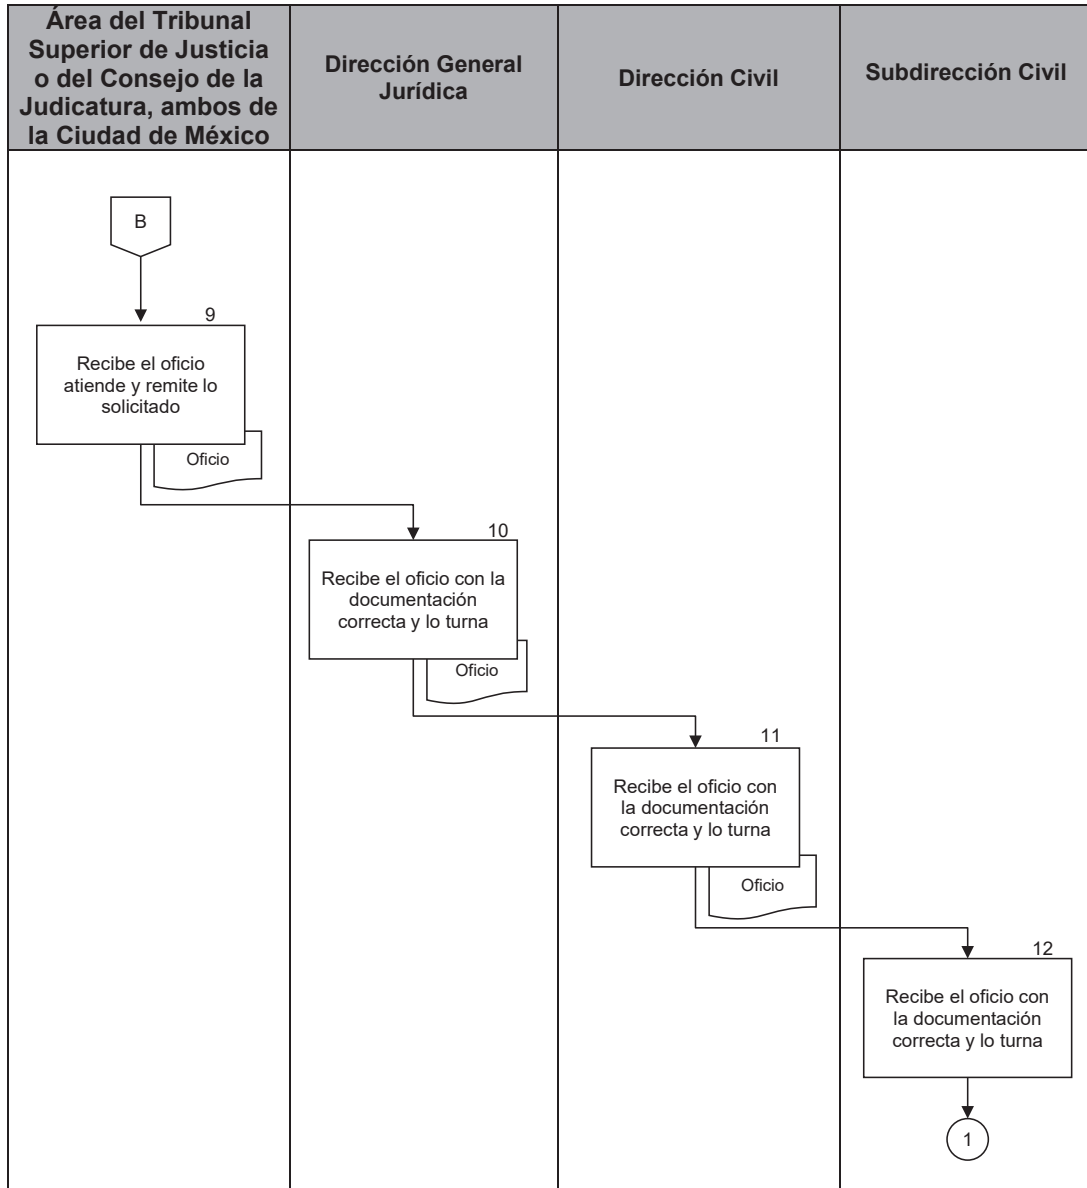 Área del Tribunal
Superior de Justicia
o del Consejo de la
Judicatura, ambos de
la Ciudad de México
Dirección General
Jurídica
Dirección Civil
Subdirección Civil
B
9
Recibe el oficio
atiende y remite lo
solicitado
Oficio
10
Recibe el oficio con la
documentación
correcta y lo turna
Oficio
11
Recibe el oficio con
la documentación
correcta y lo turna
Oficio
12
Recibe el oficio con
la documentación
correcta y lo turna
1